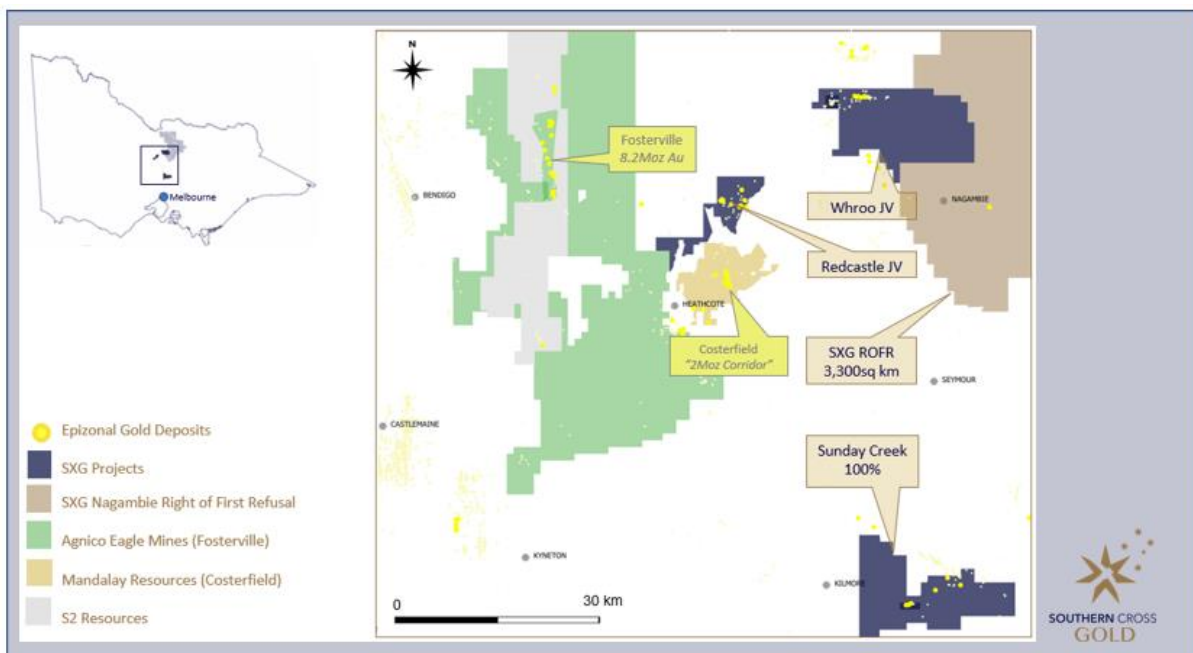 Melbourne
N
Fosterville
8.2Moz Au
BENDIGO
Whroo JV
NAGAMBIE
Redcastle JV
HEATHCOTE
Costerfield
"2Moz Corridor"
SXG ROFR
3,300sq km
SEYMOUR
CASTLEMAINE
Sunday Creek
100%
KYNETON
KILMORE
0
30 km
Epizonal Gold Deposits
SXG Projects
SXG Nagambie Right of First Refusal
Agnico Eagle Mines (Fosterville)
Mandalay Resources (Costerfield)
S2 Resources
SOUTHERN CROSS
GOLD